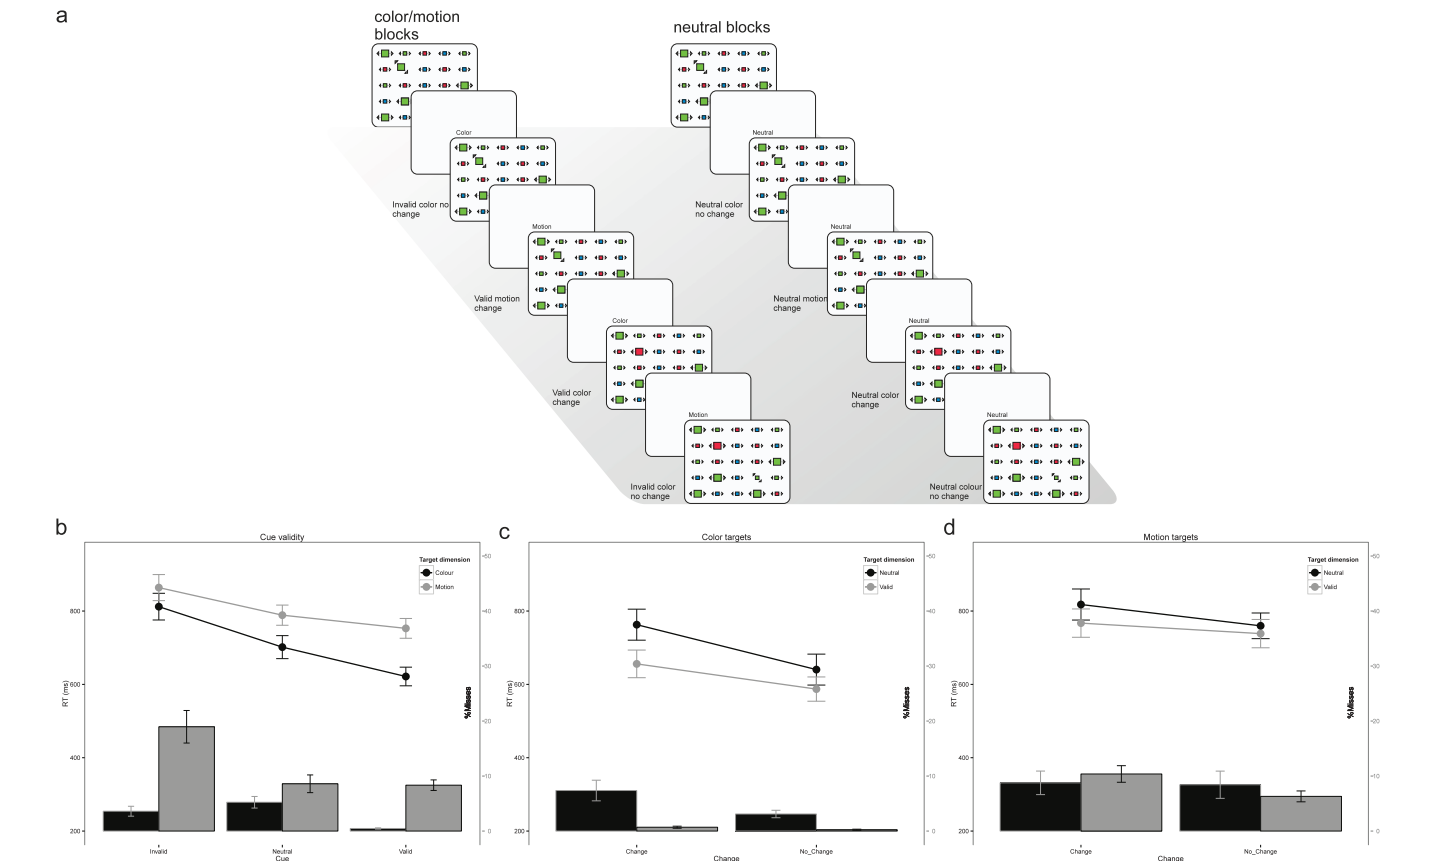 a
color/motion
blocks
neutral blocks
Color
Neutral
Invalid color no
change
Neutral color
no change
Motion
Neutral
Valid motion
change
Neutral motion
change
Color
Neutral
Valid color
change
Neutral color
change
Motion
Neutral
Invalid color
no change
Neutral colour
no change
b
Cue validity
Target dimension
Colour
Motion
800
600
400
200
RT (ms)
50
40
30
20
10
0
%Misses
Invalid
Neutral
Valid
Cue
c
Color targets
Target dimension
Neutral
Valid
800
600
400
200
RT (ms)
50
40
30
20
10
0
%Misses
Change
No_Change
Change
d
Motion targets
Target dimension
Neutral
Valid
800
600
400
200
RT (ms)
50
40
30
20
10
0
%Misses
Change
No_Change
Change